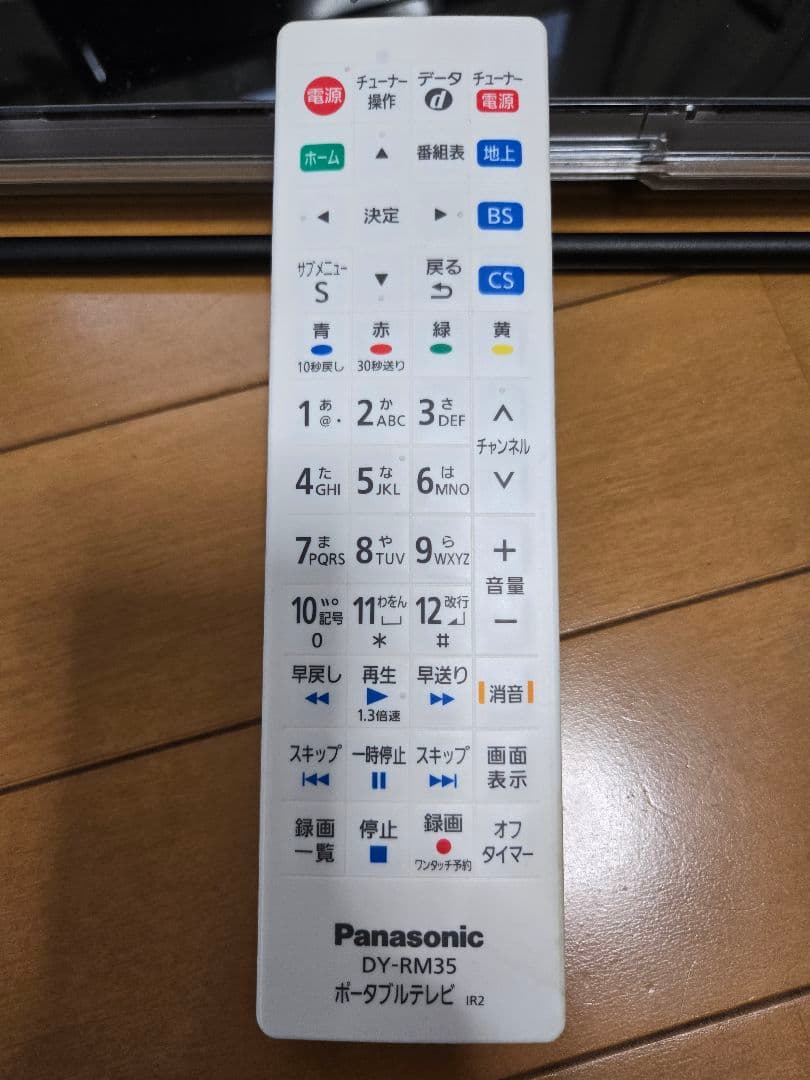 電源
チューナー
操作
データ
d
チューナー
電源
ホーム
▲
番組表
地上
◀
決定
▶
BS
サブメニュー
S
▼
戻る
CS
青
10秒戻し
赤
30秒送り
緑
黄
1 あ @・
2 か ABC
3 さ DEF
チャンネル
4 た GHI
5 な JKL
6 は MNO
7 ま PQRS
8 や TUV
9 ら WXYZ
+
音量
−
10 ゛゜ 記号
0
11 わをん
*
12 改行
#
早戻し
◀◀
再生
▶
1.3倍速
早送り
▶▶
消音
スキップ
|◀◀
一時停止
スキップ
▶▶|
画面
表示
録画
一覧
停止
録画
ワンタッチ予約
オフ
タイマー
Panasonic
DY-RM35
ポータブルテレビ IR2